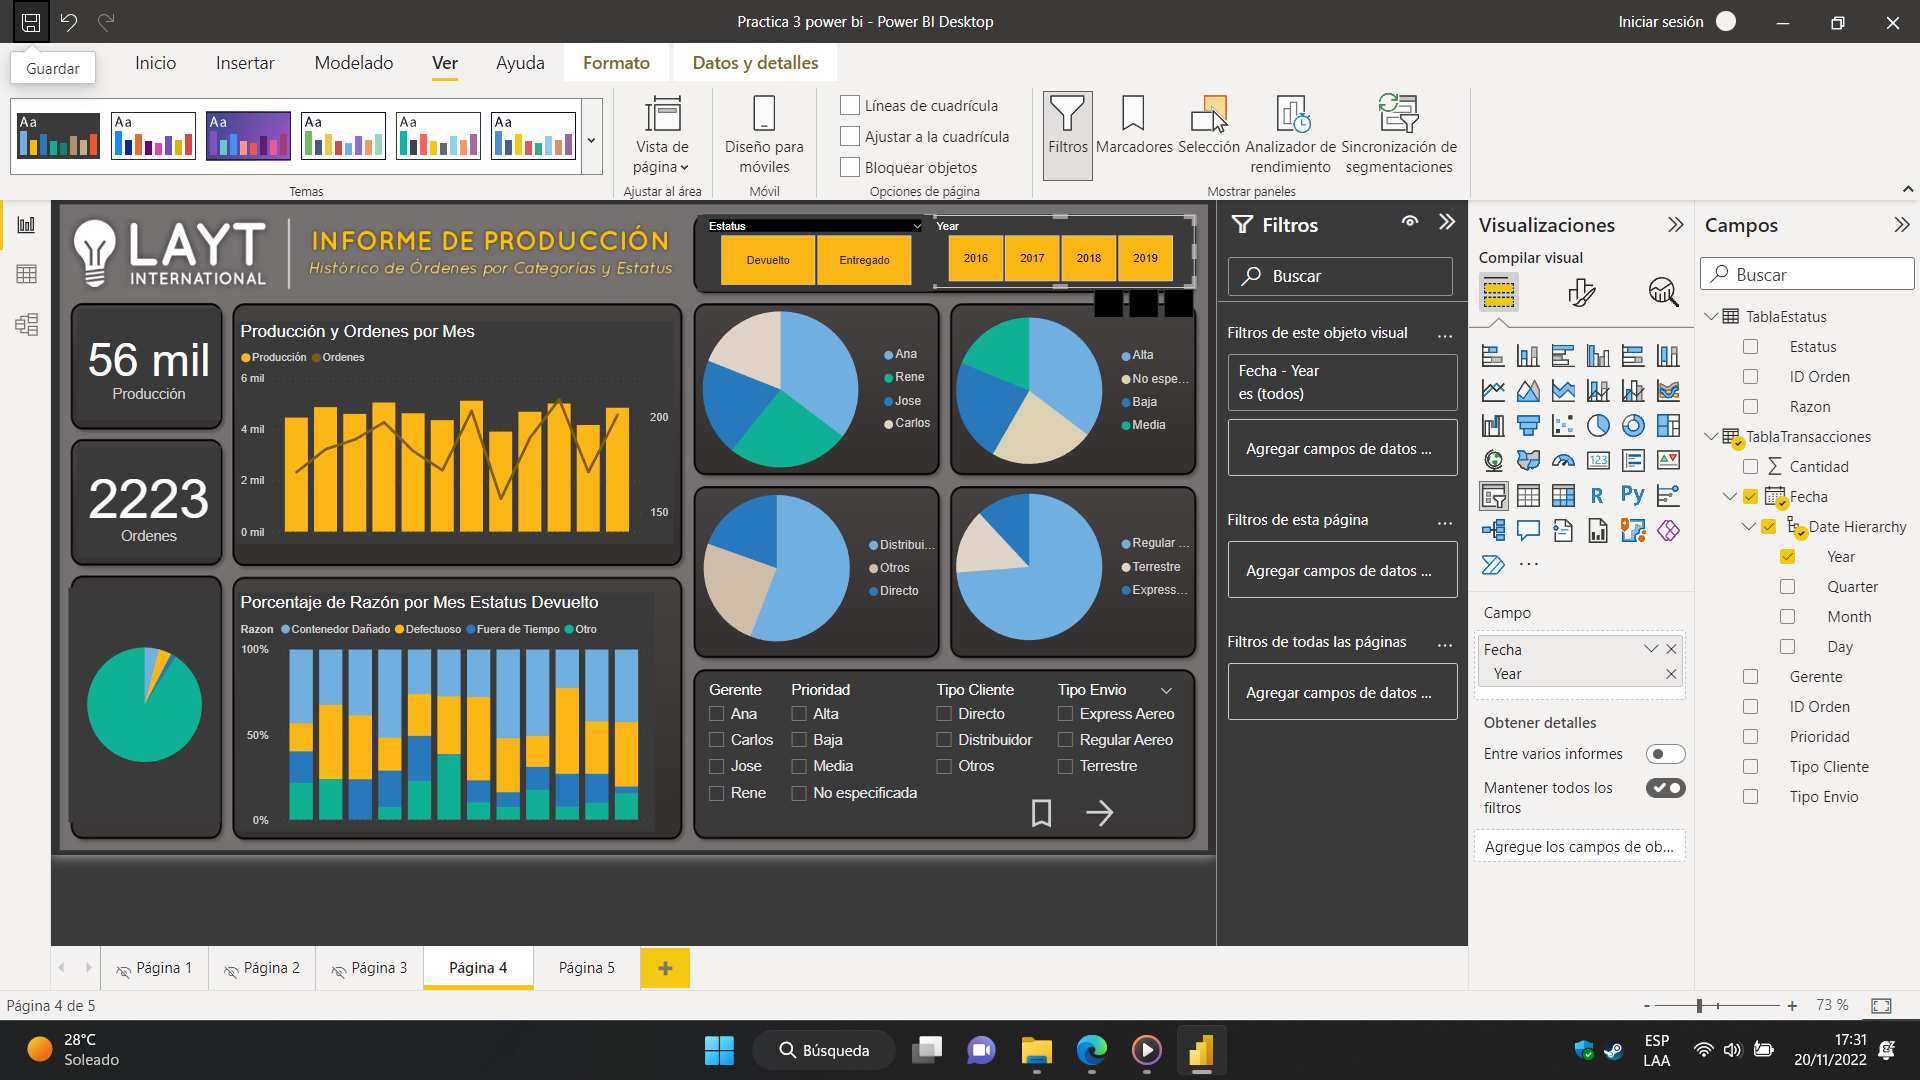 Practica 3 power bi - Power BI Desktop
Iniciar sesión
Guardar
Inicio
Insertar
Modelado
Ver
Ayuda
Formato
Datos y detalles
Aa
Aa
Aa
Aa
Aa
Aa
Temas
Vista de
página
Ajustar al área
Diseño para
móviles
Móvil
Líneas de cuadrícula
Ajustar a la cuadrícula
Bloquear objetos
Opciones de página
Filtros
Marcadores
Selección
Analizador de
rendimiento
Sincronización de
segmentaciones
Mostrar paneles
LAYT
INTERNATIONAL
INFORME DE PRODUCCIÓN
Histórico de Órdenes por Categorías y Estatus
Estatus
Devuelto
Entregado
Year
2016
2017
2018
2019
56 mil
Producción
2223
Ordenes
Producción y Ordenes por Mes
Producción
Ordenes
6 mil
4 mil
2 mil
0 mil
200
150
Ana
Rene
Jose
Carlos
Alta
No espe...
Baja
Media
Distribui...
Otros
Directo
Regular ...
Terrestre
Express...
Porcentaje de Razón por Mes Estatus Devuelto
Razon
Contenedor Dañado
Defectuoso
Fuera de Tiempo
Otro
100%
50%
0%
Gerente
Ana
Carlos
Jose
Rene
Prioridad
Alta
Baja
Media
No especificada
Tipo Cliente
Directo
Distribuidor
Otros
Tipo Envio
Express Aereo
Regular Aereo
Terrestre
Filtros
Buscar
Filtros de este objeto visual
...
Fecha - Year
es (todos)
Agregar campos de datos ...
Filtros de esta página
...
Agregar campos de datos ...
Filtros de todas las páginas
...
Agregar campos de datos ...
Visualizaciones
Compilar visual
123
R
Py
...
Campo
Fecha
Year
Obtener detalles
Entre varios informes
Mantener todos los
filtros
Agregue los campos de ob...
Campos
Buscar
TablaEstatus
Estatus
ID Orden
Razon
TablaTransacciones
Cantidad
Fecha
Date Hierarchy
Year
Quarter
Month
Day
Gerente
ID Orden
Prioridad
Tipo Cliente
Tipo Envio
Página 1
Página 2
Página 3
Página 4
Página 5
Página 4 de 5
- + 73 %
28°C
Soleado
Búsqueda
ESP
LAA
17:31
20/11/2022